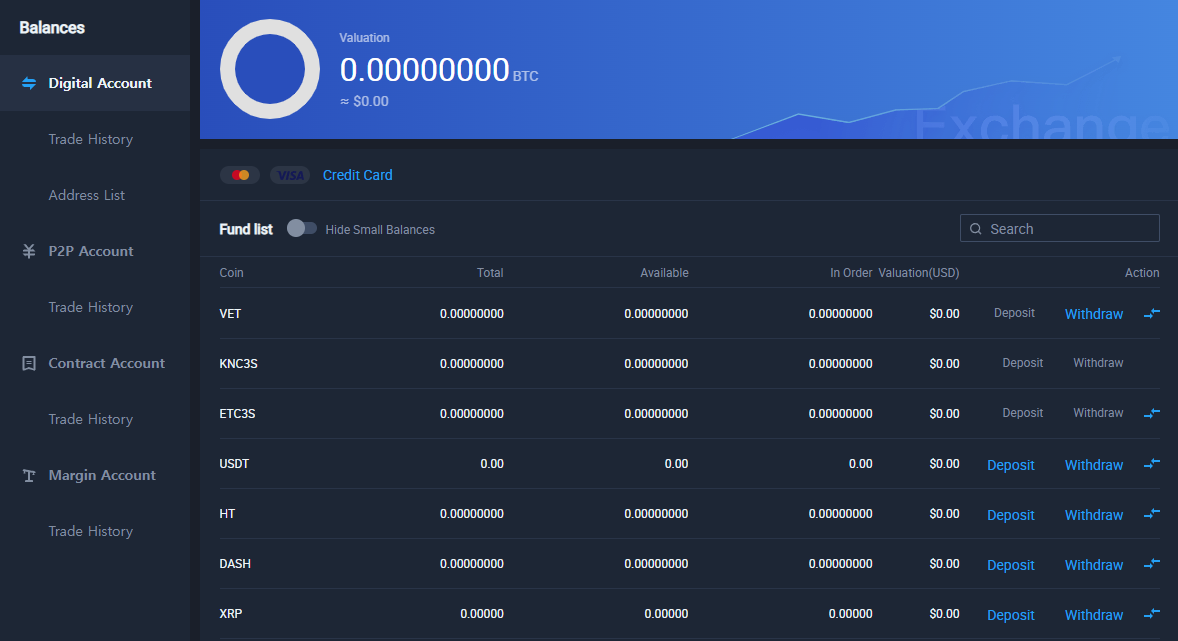 Balances
Digital Account
Trade History
Address List
P2P Account
Trade History
Contract Account
Trade History
Margin Account
Trade History
Valuation
0.00000000 BTC
≈ $0.00
Exchange
VISA Credit Card
Fund list Hide Small Balances Search
Coin Total Available In Order Valuation(USD) Action
VET 0.00000000 0.00000000 0.00000000 $0.00 Deposit Withdraw
KNC3S 0.00000000 0.00000000 0.00000000 $0.00 Deposit Withdraw
ETC3S 0.00000000 0.00000000 0.00000000 $0.00 Deposit Withdraw
USDT 0.00 0.00 0.00 $0.00 Deposit Withdraw
HT 0.00000000 0.00000000 0.00000000 $0.00 Deposit Withdraw
DASH 0.00000000 0.00000000 0.00000000 $0.00 Deposit Withdraw
XRP 0.00000 0.00000 0.00000 $0.00 Deposit Withdraw